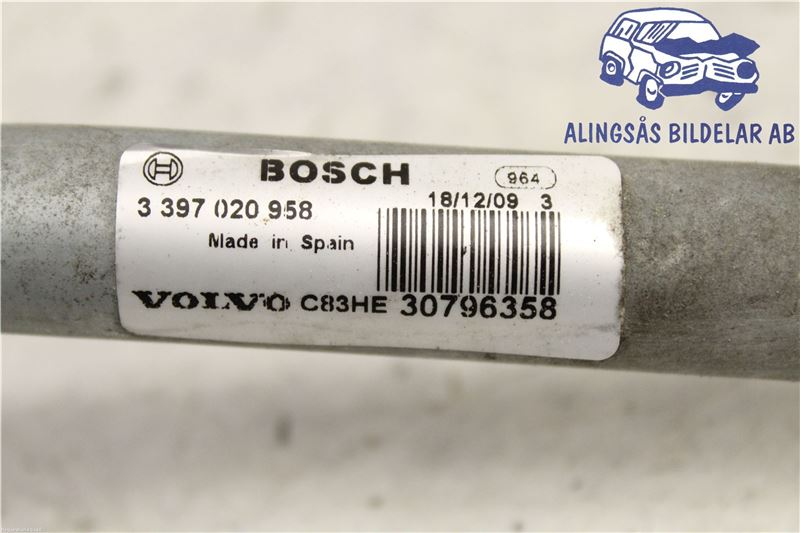 ALINGSÅS BILDELAR AB
BOSCH 964
18/12/09 3
3 397 020 958
Made in Spain
VOLVO C83HE 30796358